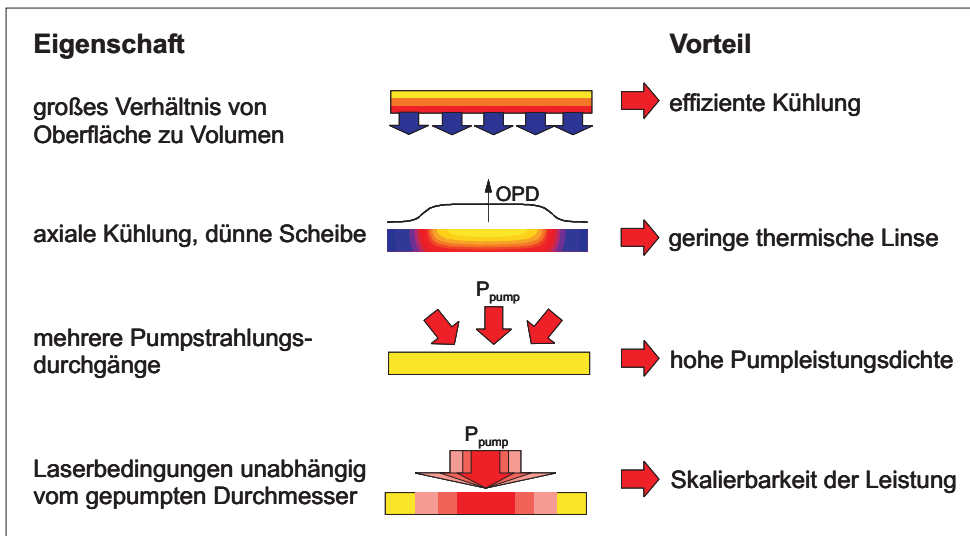 Eigenschaft
Vorteil
großes Verhältnis von
Oberfläche zu Volumen
effiziente Kühlung
OPD
axiale Kühlung, dünne Scheibe
geringe thermische Linse
Ppump
mehrere Pumpstrahlungs-
durchgänge
hohe Pumpleistungsdichte
Ppump
Laserbedingungen unabhängig
vom gepumpten Durchmesser
Skalierbarkeit der Leistung